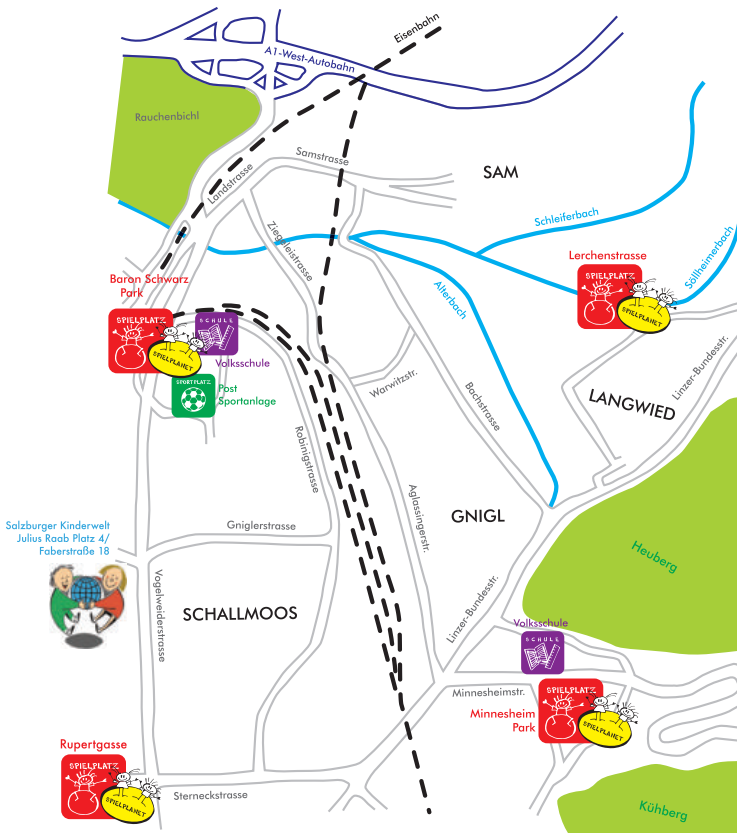 Eisenbahn
A1-West-Autobahn
Rauchenbichl
Samstrasse
SAM
Landstrasse
Schleiferbach
Ziegeleistrasse
Söllheimerbach
Lerchenstrasse
SPIELPLATZ
SPIELPLANET
Baron Schwarz
Park
Alterbach
SPIELPLATZ
SPIELPLANET
SCHULE
Volksschule
SPORTPLATZ
Post
Sportanlage
Warwitzstr.
Bachstrasse
Linzer-Bundesstr.
LANGWIED
Robinigstrasse
Aglassingerstr.
GNIGL
Gniglerstrasse
Salzburger Kinderwelt
Julius Raab Platz 4/
Faberstraße 18
Heuberg
Vogelweiderstrasse
SCHALLMOOS
Linzer-Bundesstr.
Volksschule
SCHULE
Minnesheimstr.
SPIELPLATZ
SPIELPLANET
Minnesheim
Park
Rupertgasse
SPIELPLATZ
SPIELPLANET
Sterneckstrasse
Kühberg